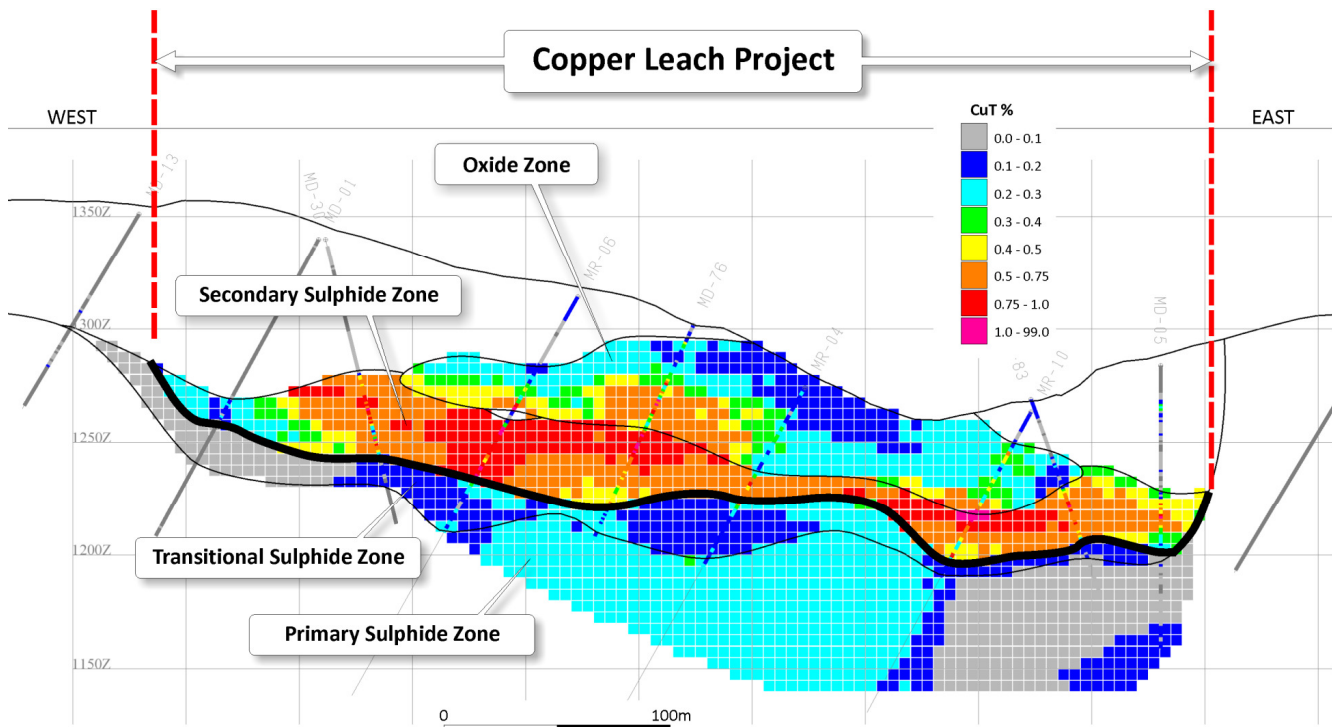 Copper Leach Project
WEST
EAST
CuT %
0.0 - 0.1
0.1 - 0.2
0.2 - 0.3
0.3 - 0.4
0.4 - 0.5
0.5 - 0.75
0.75 - 1.0
1.0 - 99.0
Oxide Zone
MD-13
MD-30
MD-01
1350Z
MR-06
Secondary Sulphide Zone
MD-76
1300Z
MD-05
MR-04
83
MR-10
1250Z
1200Z
Transitional Sulphide Zone
Primary Sulphide Zone
1150Z
0
100m